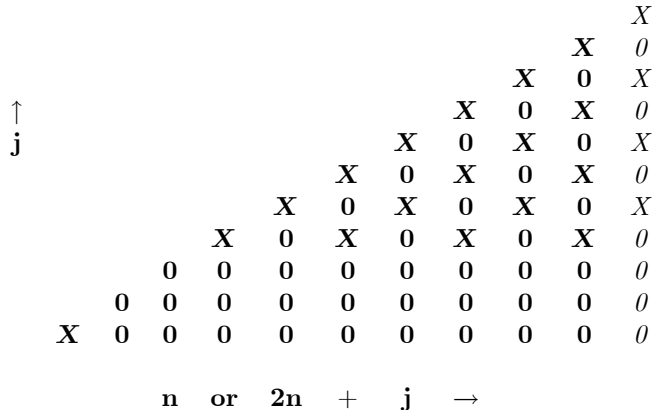 X
X 0
X 0 X
↑ X 0 X 0
j X 0 X 0 X
X 0 X 0 X 0
X 0 X 0 X 0 X
X 0 X 0 X 0 X 0
0 0 0 0 0 0 0 0 0
0 0 0 0 0 0 0 0 0 0
X 0 0 0 0 0 0 0 0 0 0
n or 2n + j →